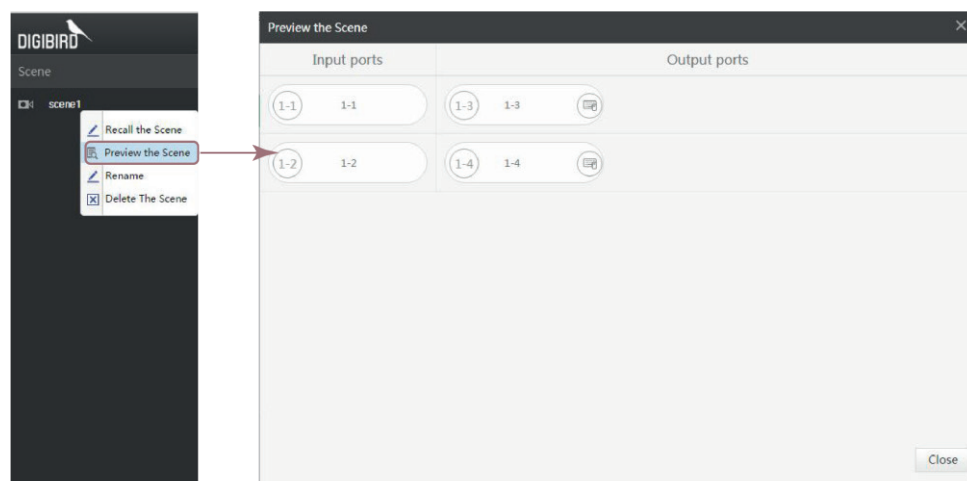 DIGIBIRD
Scene
scene1
Recall the Scene
Preview the Scene
Rename
Delete The Scene
Preview the Scene
Input ports Output ports
1-1 1-1 1-3 1-3
1-2 1-2 1-4 1-4
Close